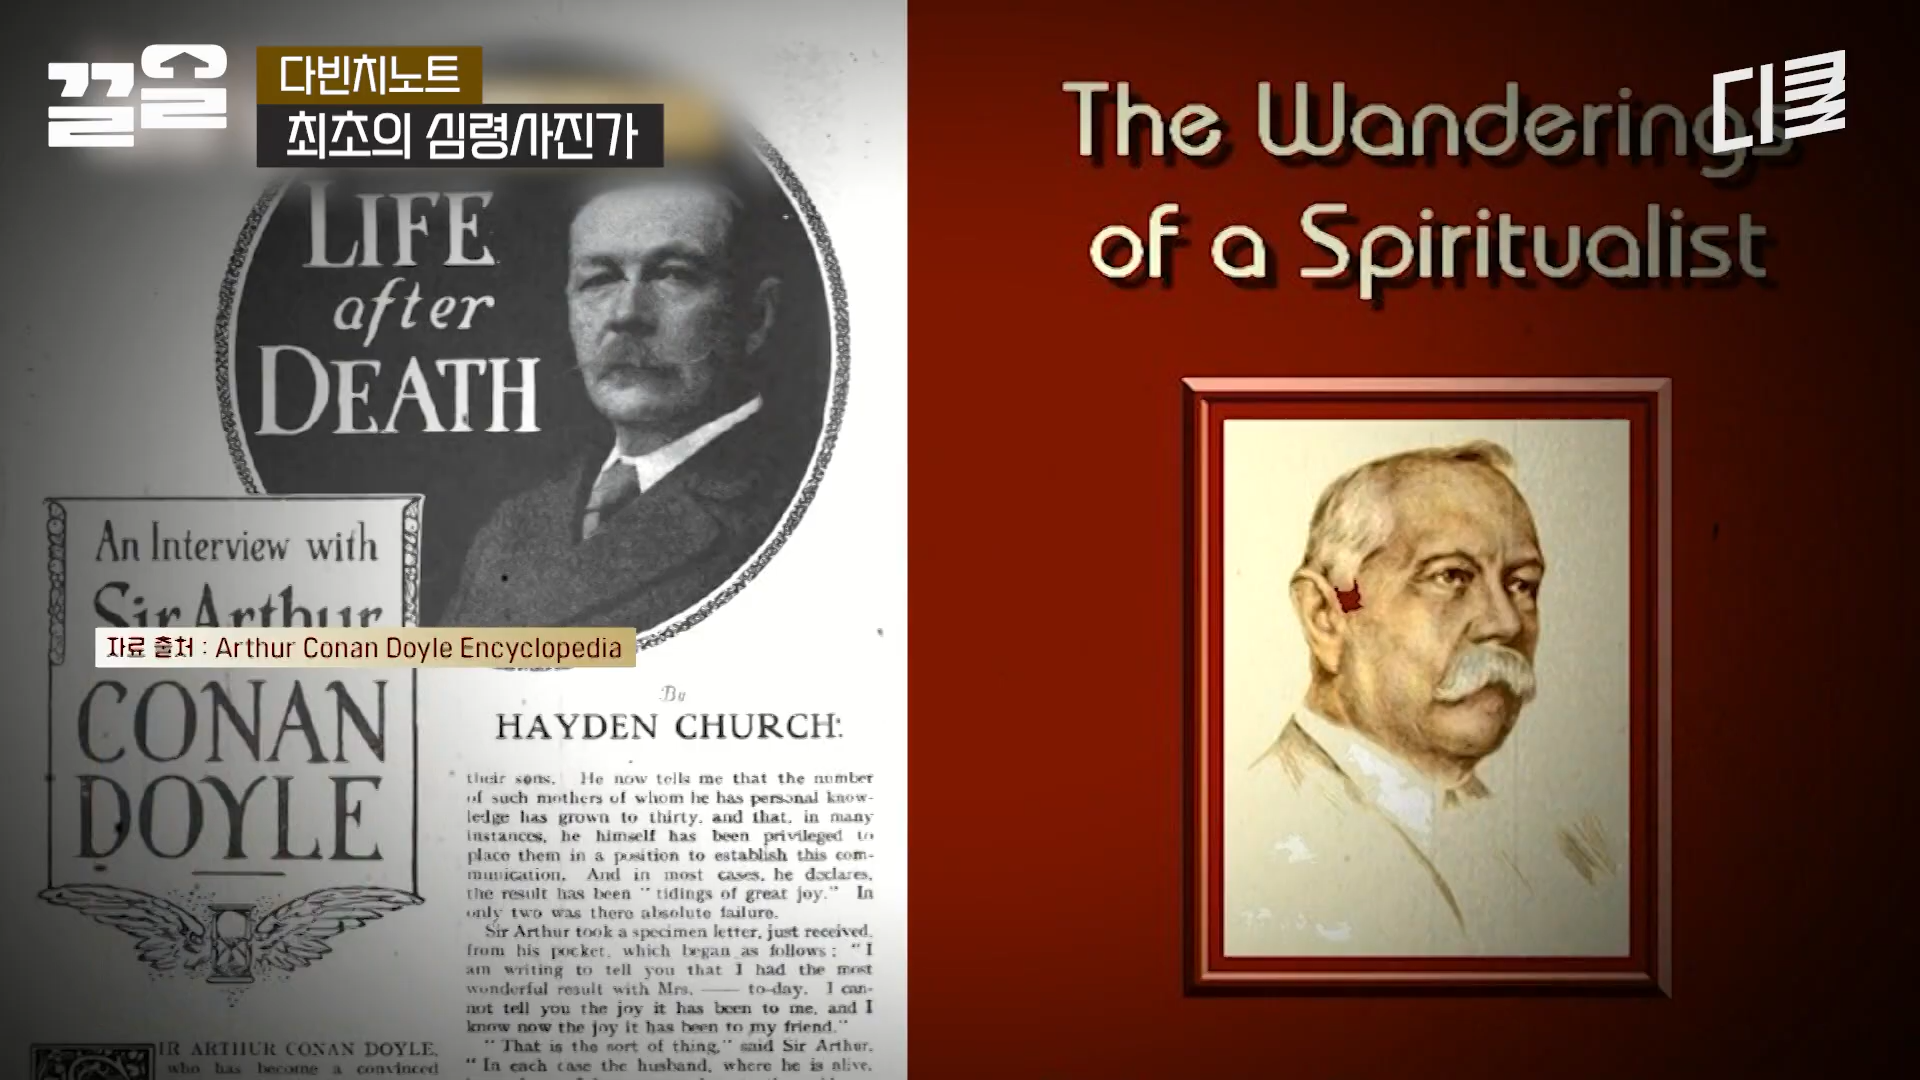 끌올
다빈치노트
최초의 심령사진가
디클
LIFE
after
DEATH
An Interview with
Sir Arthur
자료 출처 : Arthur Conan Doyle Encyclopedia
CONAN
DOYLE
By
HAYDEN CHURCH:
their sons. He now tells me that the number
of such mothers of whom he has personal know-
ledge has grown to thirty, and that, in many
instances, he himself has been privileged to
place them in a position to establish this com-
munication. And in most cases, he declares,
the result has been "tidings of great joy." In
only two was there absolute failure.
Sir Arthur took a specimen letter, just received,
from his pocket, which began as follows: "I
am writing to tell you that I had the most
wonderful result with Mrs. —— to-day. I can-
not tell you the joy it has been to me, and I
know now the joy it has been to my friend."
"That is the sort of thing," said Sir Arthur.
"In each case the husband, where he is alive,
IR ARTHUR CONAN DOYLE,
who has become a convinced
The Wanderings
of a Spiritualist